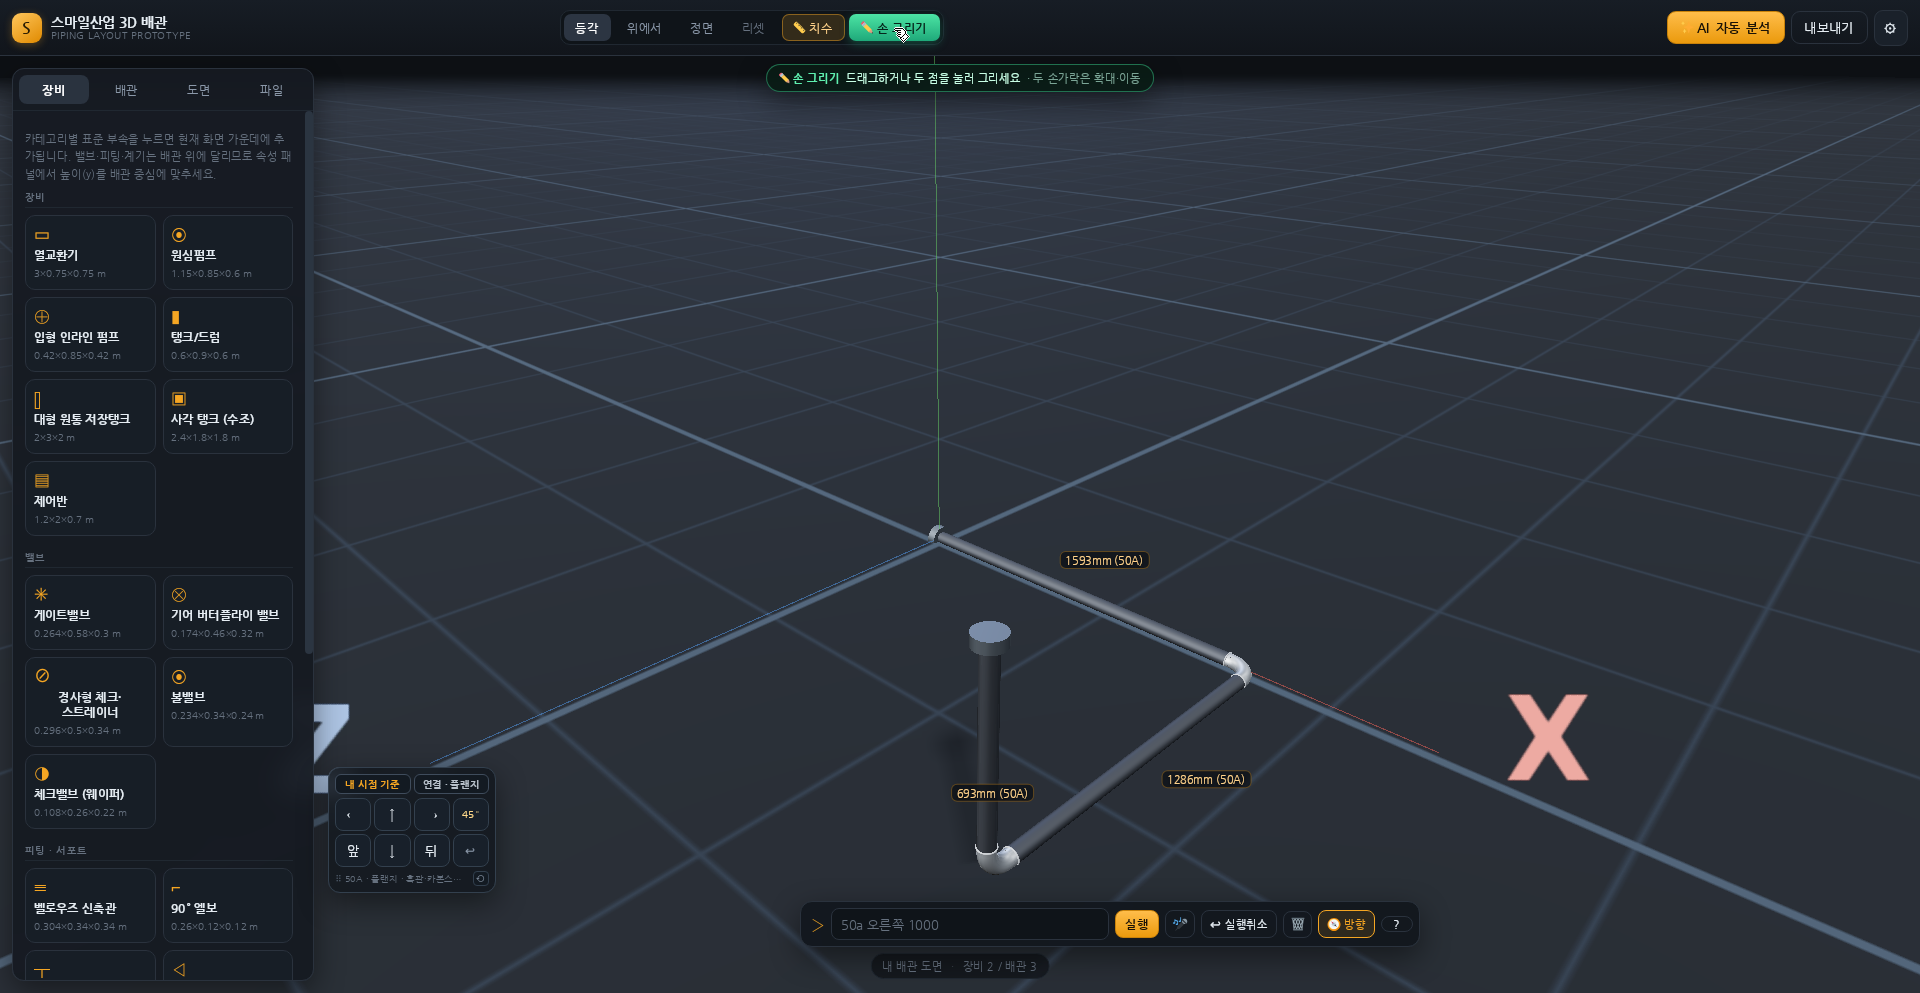 S
스마일산업 3D 배관
PIPING LAYOUT PROTOTYPE
등각
위에서
정면
리셋
치수
손 그리기
AI 자동 분석
내보내기
손 그리기 드래그하거나 두 점을 눌러 그리세요 · 두 손가락은 확대·이동
장비
배관
도면
파일
카테고리별 표준 부속을 누르면 현재 화면 가운데에 추
가됩니다. 밸브·피팅·계기는 배관 위에 달리므로 속성 패
널에서 높이(y)를 배관 중심에 맞추세요.
장비
열교환기
3×0.75×0.75 m
원심펌프
1.15×0.85×0.6 m
입형 인라인 펌프
0.42×0.85×0.42 m
탱크/드럼
0.6×0.9×0.6 m
대형 원통 저장탱크
2×3×2 m
사각 탱크 (수조)
2.4×1.8×1.8 m
제어반
1.2×2×0.7 m
밸브
게이트밸브
0.264×0.58×0.3 m
기어 버터플라이 밸브
0.174×0.46×0.32 m
경사형 체크·
스트레이너
0.296×0.5×0.34 m
볼밸브
0.234×0.34×0.24 m
체크밸브 (웨이퍼)
0.108×0.26×0.22 m
피팅 · 서포트
벨로우즈 신축관
0.304×0.34×0.34 m
90° 엘보
0.26×0.12×0.12 m
1593mm (50A)
1286mm (50A)
693mm (50A)
Z
X
내 시점 기준
연결 · 플랜지
← ↑ → 45°
앞 ↓ 뒤 ↩
50A · 플랜지 · 흑관·카본스…
> 50a 오른쪽 1000
실행
↩ 실행취소
방향
?
내 배관 도면 · 장비 2 / 배관 3